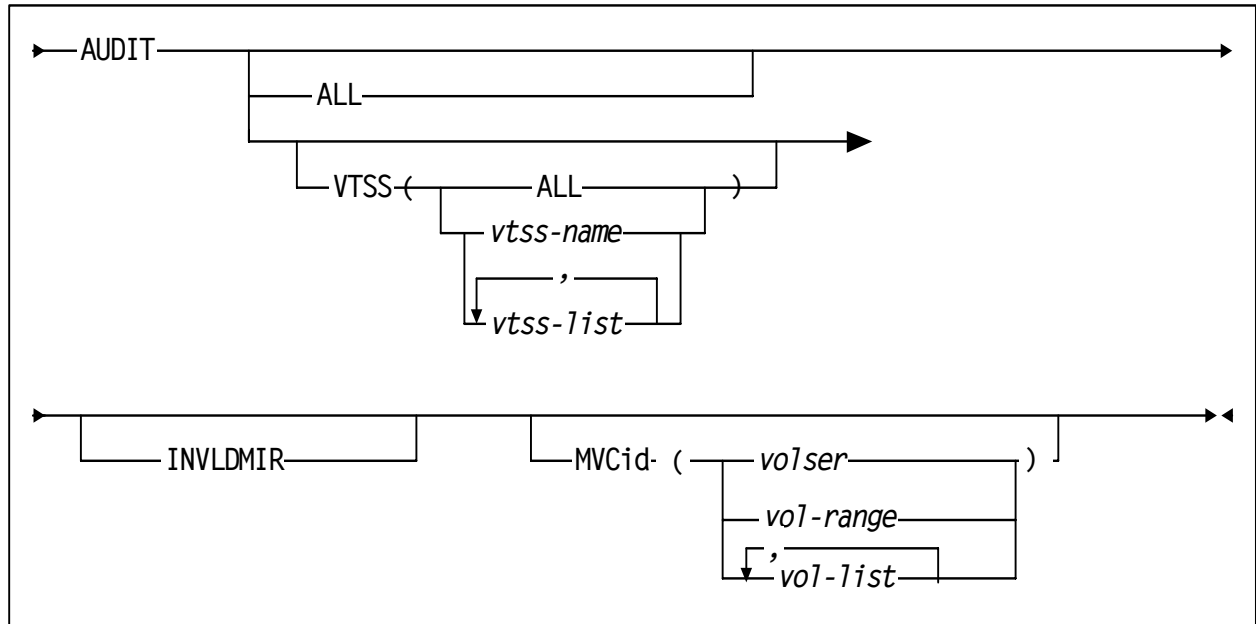 AUDIT
ALL
VTSS ( ALL )
vtss-name
,
vtss-list
INVLDMIR
MVCid ( volser )
vol-range
,
vol-list